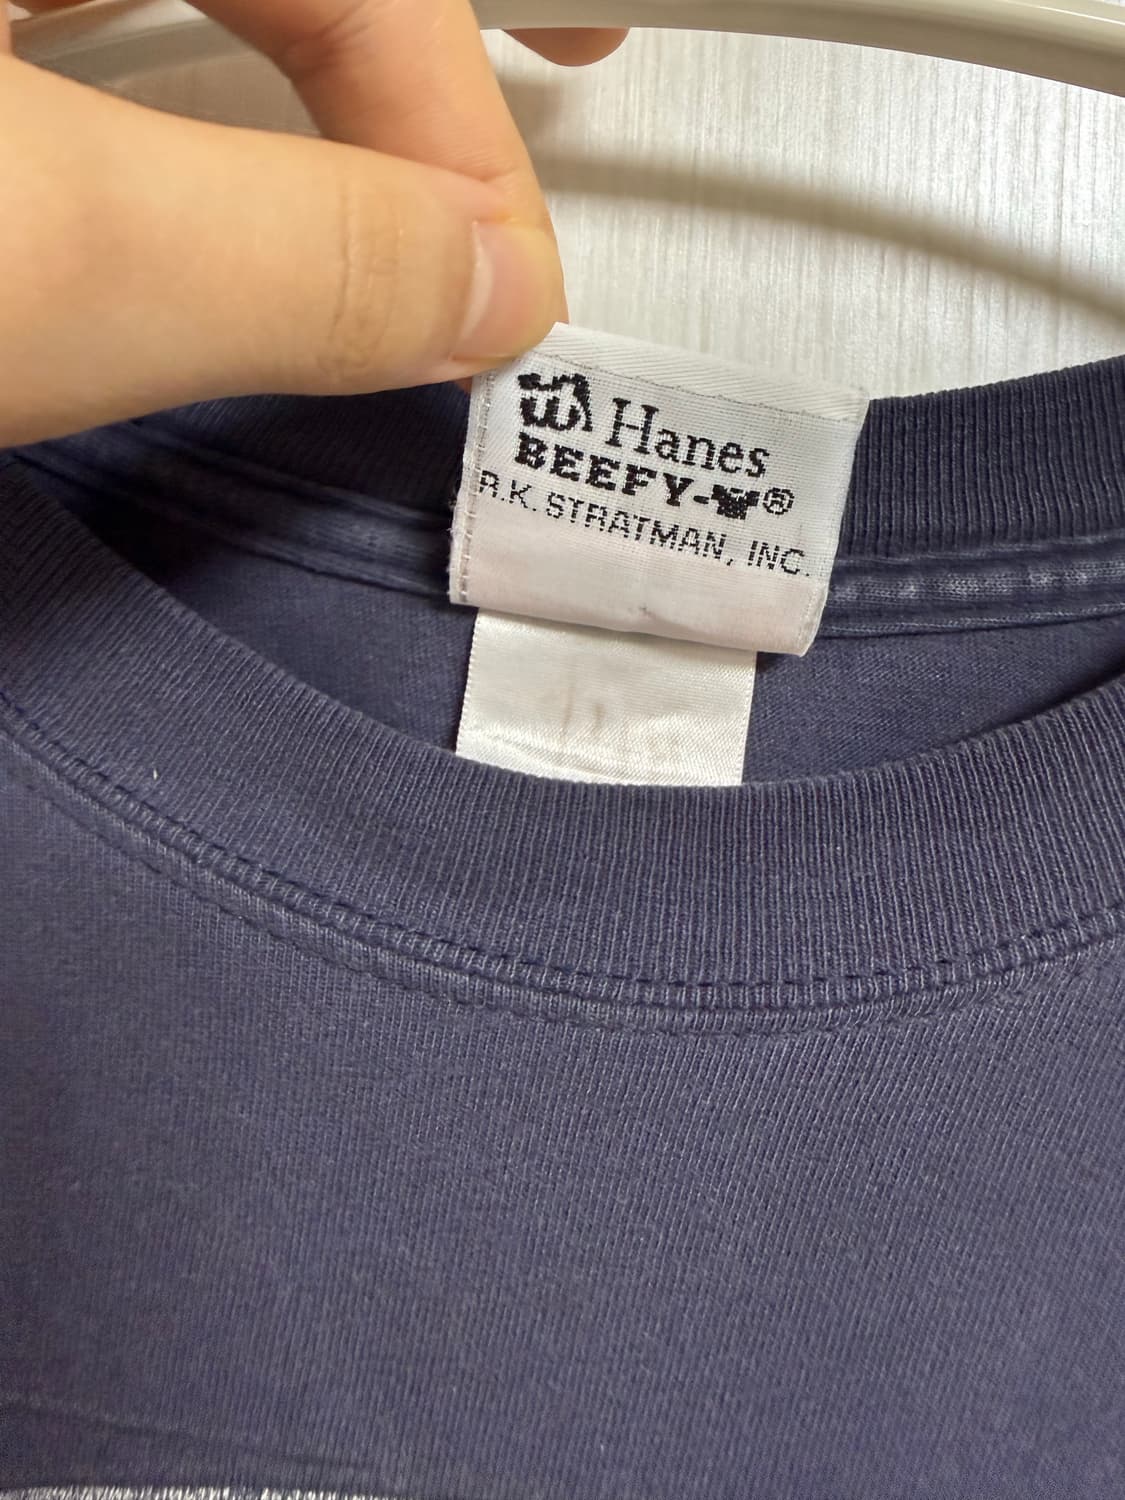 Hanes
BEEFY-®
R.K. STRATMAN, INC.